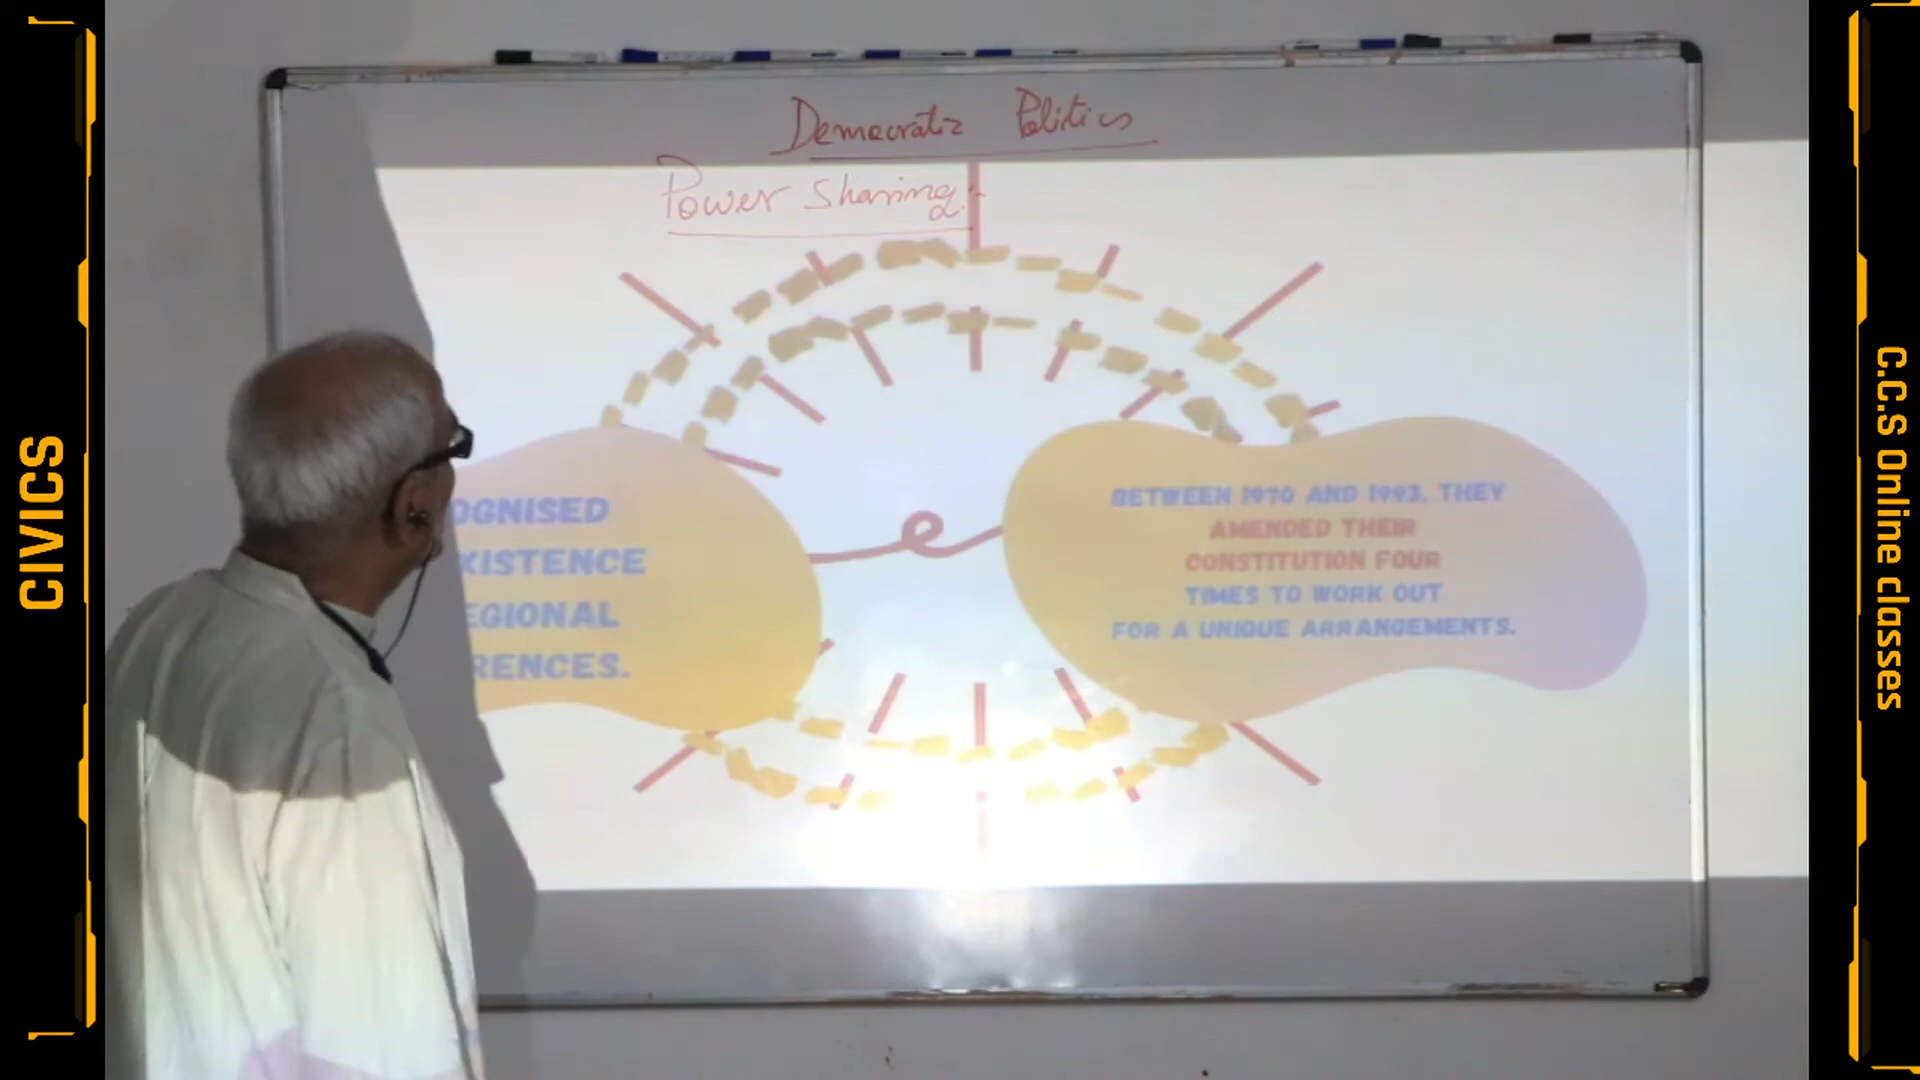 Democratic Politics
Power Sharing:-
OGNISED
XISTENCE
EGIONAL
RENCES.
BETWEEN 1970 AND 1993, THEY
AMENDED THEIR
CONSTITUTION FOUR
TIMES TO WORK OUT
FOR A UNIQUE ARRANGEMENTS.
CIVICS
C.C.S Online classes